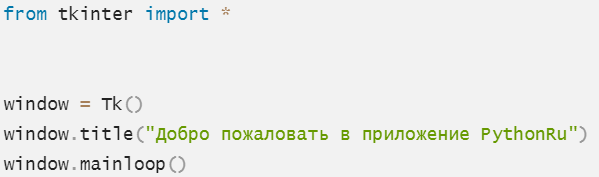 from tkinter import *
window = Tk()
window.title("Добро пожаловать в приложение PythonRu")
window.mainloop()